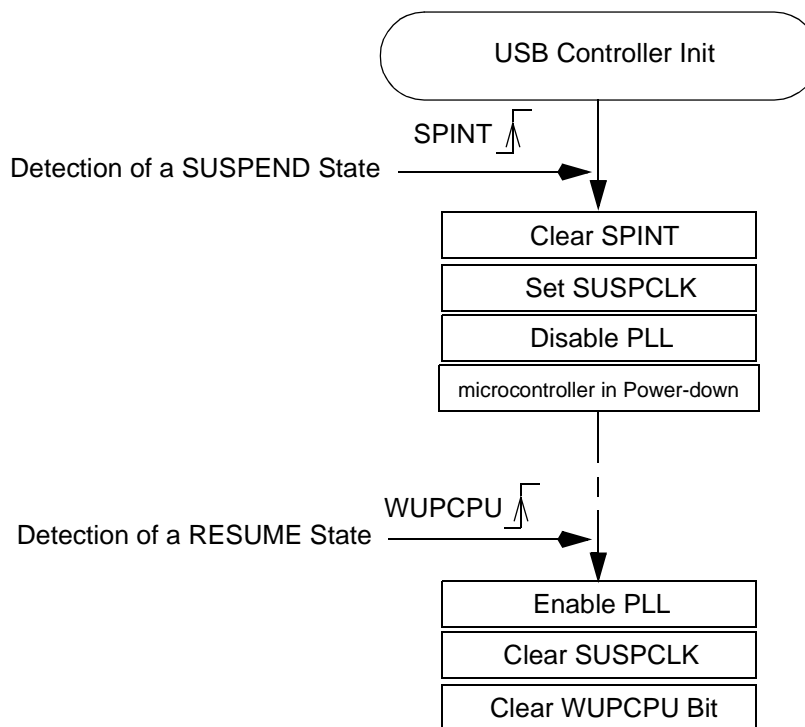 USB Controller Init
SPINT
Detection of a SUSPEND State
Clear SPINT
Set SUSPCLK
Disable PLL
microcontroller in Power-down
WUPCPU
Detection of a RESUME State
Enable PLL
Clear SUSPCLK
Clear WUPCPU Bit